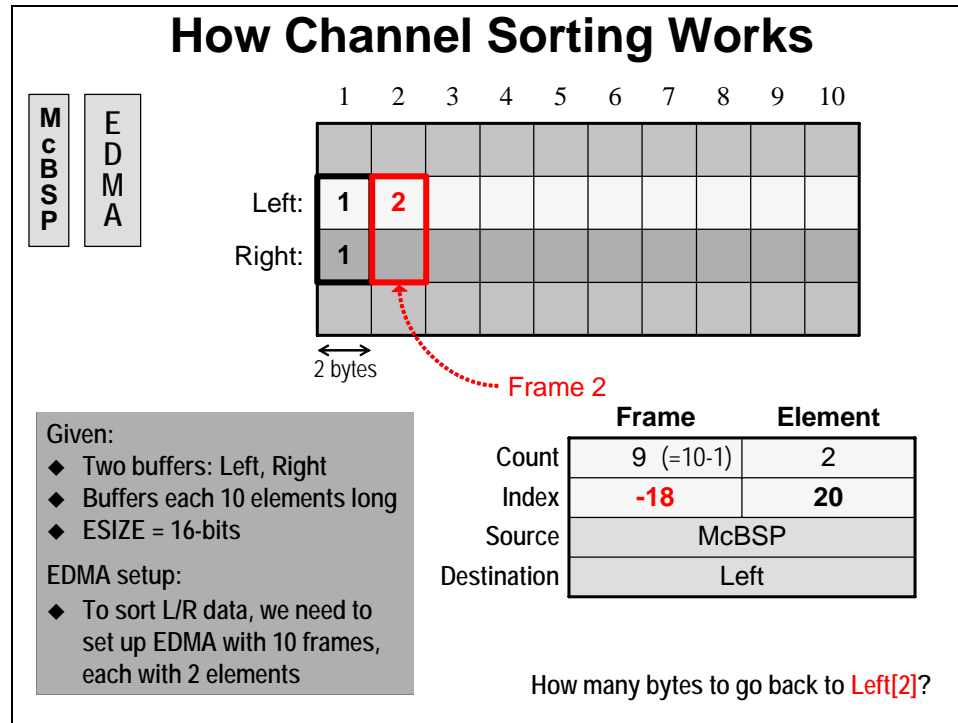 How Channel Sorting Works
McBSP
EDMA
1 2 3 4 5 6 7 8 9 10
Left: 1 2
Right: 1
2 bytes
Frame 2
Given:
◆ Two buffers: Left, Right
◆ Buffers each 10 elements long
◆ ESIZE = 16-bits
EDMA setup:
◆ To sort L/R data, we need to
set up EDMA with 10 frames,
each with 2 elements
Frame Element
Count 9 (=10-1) 2
Index -18 20
Source McBSP
Destination Left
How many bytes to go back to Left[2]?